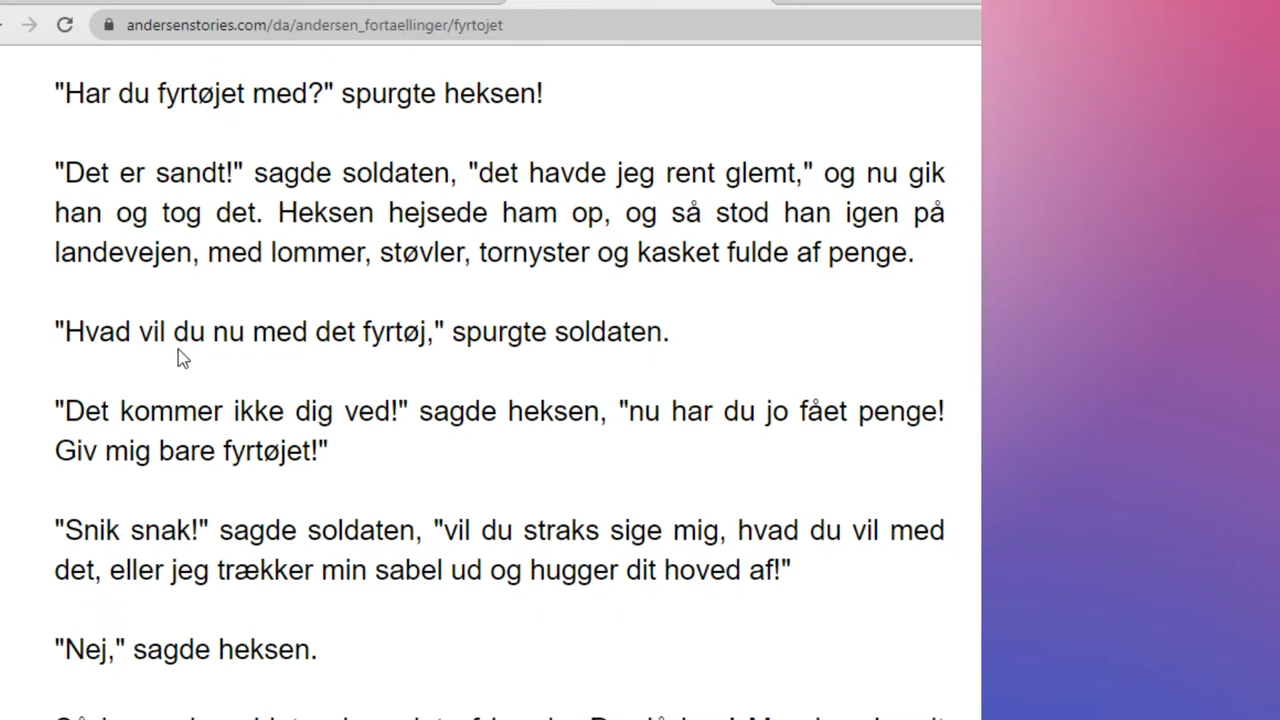 andersenstories.com/da/andersen_fortaellinger/fyrtojet
"Har du fyrtøjet med?" spurgte heksen!
"Det er sandt!" sagde soldaten, "det havde jeg rent glemt," og nu gik
han og tog det. Heksen hejsede ham op, og så stod han igen på
landevejen, med lommer, støvler, tornyster og kasket fulde af penge.
"Hvad vil du nu med det fyrtøj," spurgte soldaten.
"Det kommer ikke dig ved!" sagde heksen, "nu har du jo fået penge!
Giv mig bare fyrtøjet!"
"Snik snak!" sagde soldaten, "vil du straks sige mig, hvad du vil med
det, eller jeg trækker min sabel ud og hugger dit hoved af!"
"Nej," sagde heksen.